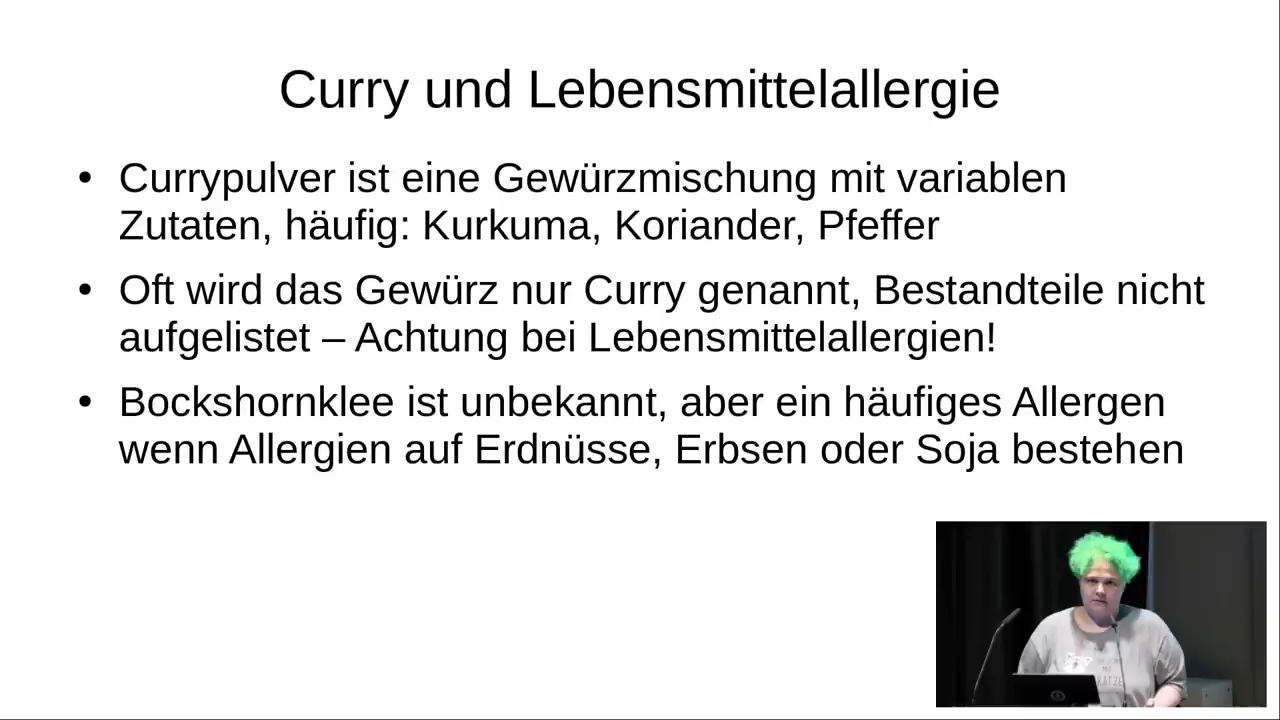 Curry und Lebensmittelallergie
• Currypulver ist eine Gewürzmischung mit variablen
Zutaten, häufig: Kurkuma, Koriander, Pfeffer
• Oft wird das Gewürz nur Curry genannt, Bestandteile nicht
aufgelistet – Achtung bei Lebensmittelallergien!
• Bockshornklee ist unbekannt, aber ein häufiges Allergen
wenn Allergien auf Erdnüsse, Erbsen oder Soja bestehen
KATZE